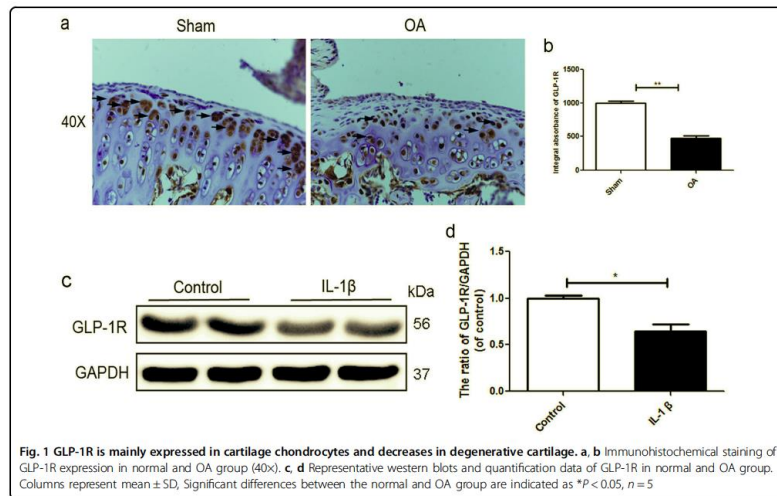 a
Sham
OA
40X
b
Integral absorbance of GLP-1R
1500
1000
500
0
**
Sham
OA
c
Control
IL-1β
kDa
GLP-1R
56
GAPDH
37
d
The ratio of GLP-1R/GAPDH
(of control)
1.5
1.0
0.5
0.0
*
Control
IL-1 β
Fig. 1 GLP-1R is mainly expressed in cartilage chondrocytes and decreases in degenerative cartilage. a, b Immunohistochemical staining of
GLP-1R expression in normal and OA group (40×). c, d Representative western blots and quantification data of GLP-1R in normal and OA group.
Columns represent mean ± SD, Significant differences between the normal and OA group are indicated as *P < 0.05, n = 5